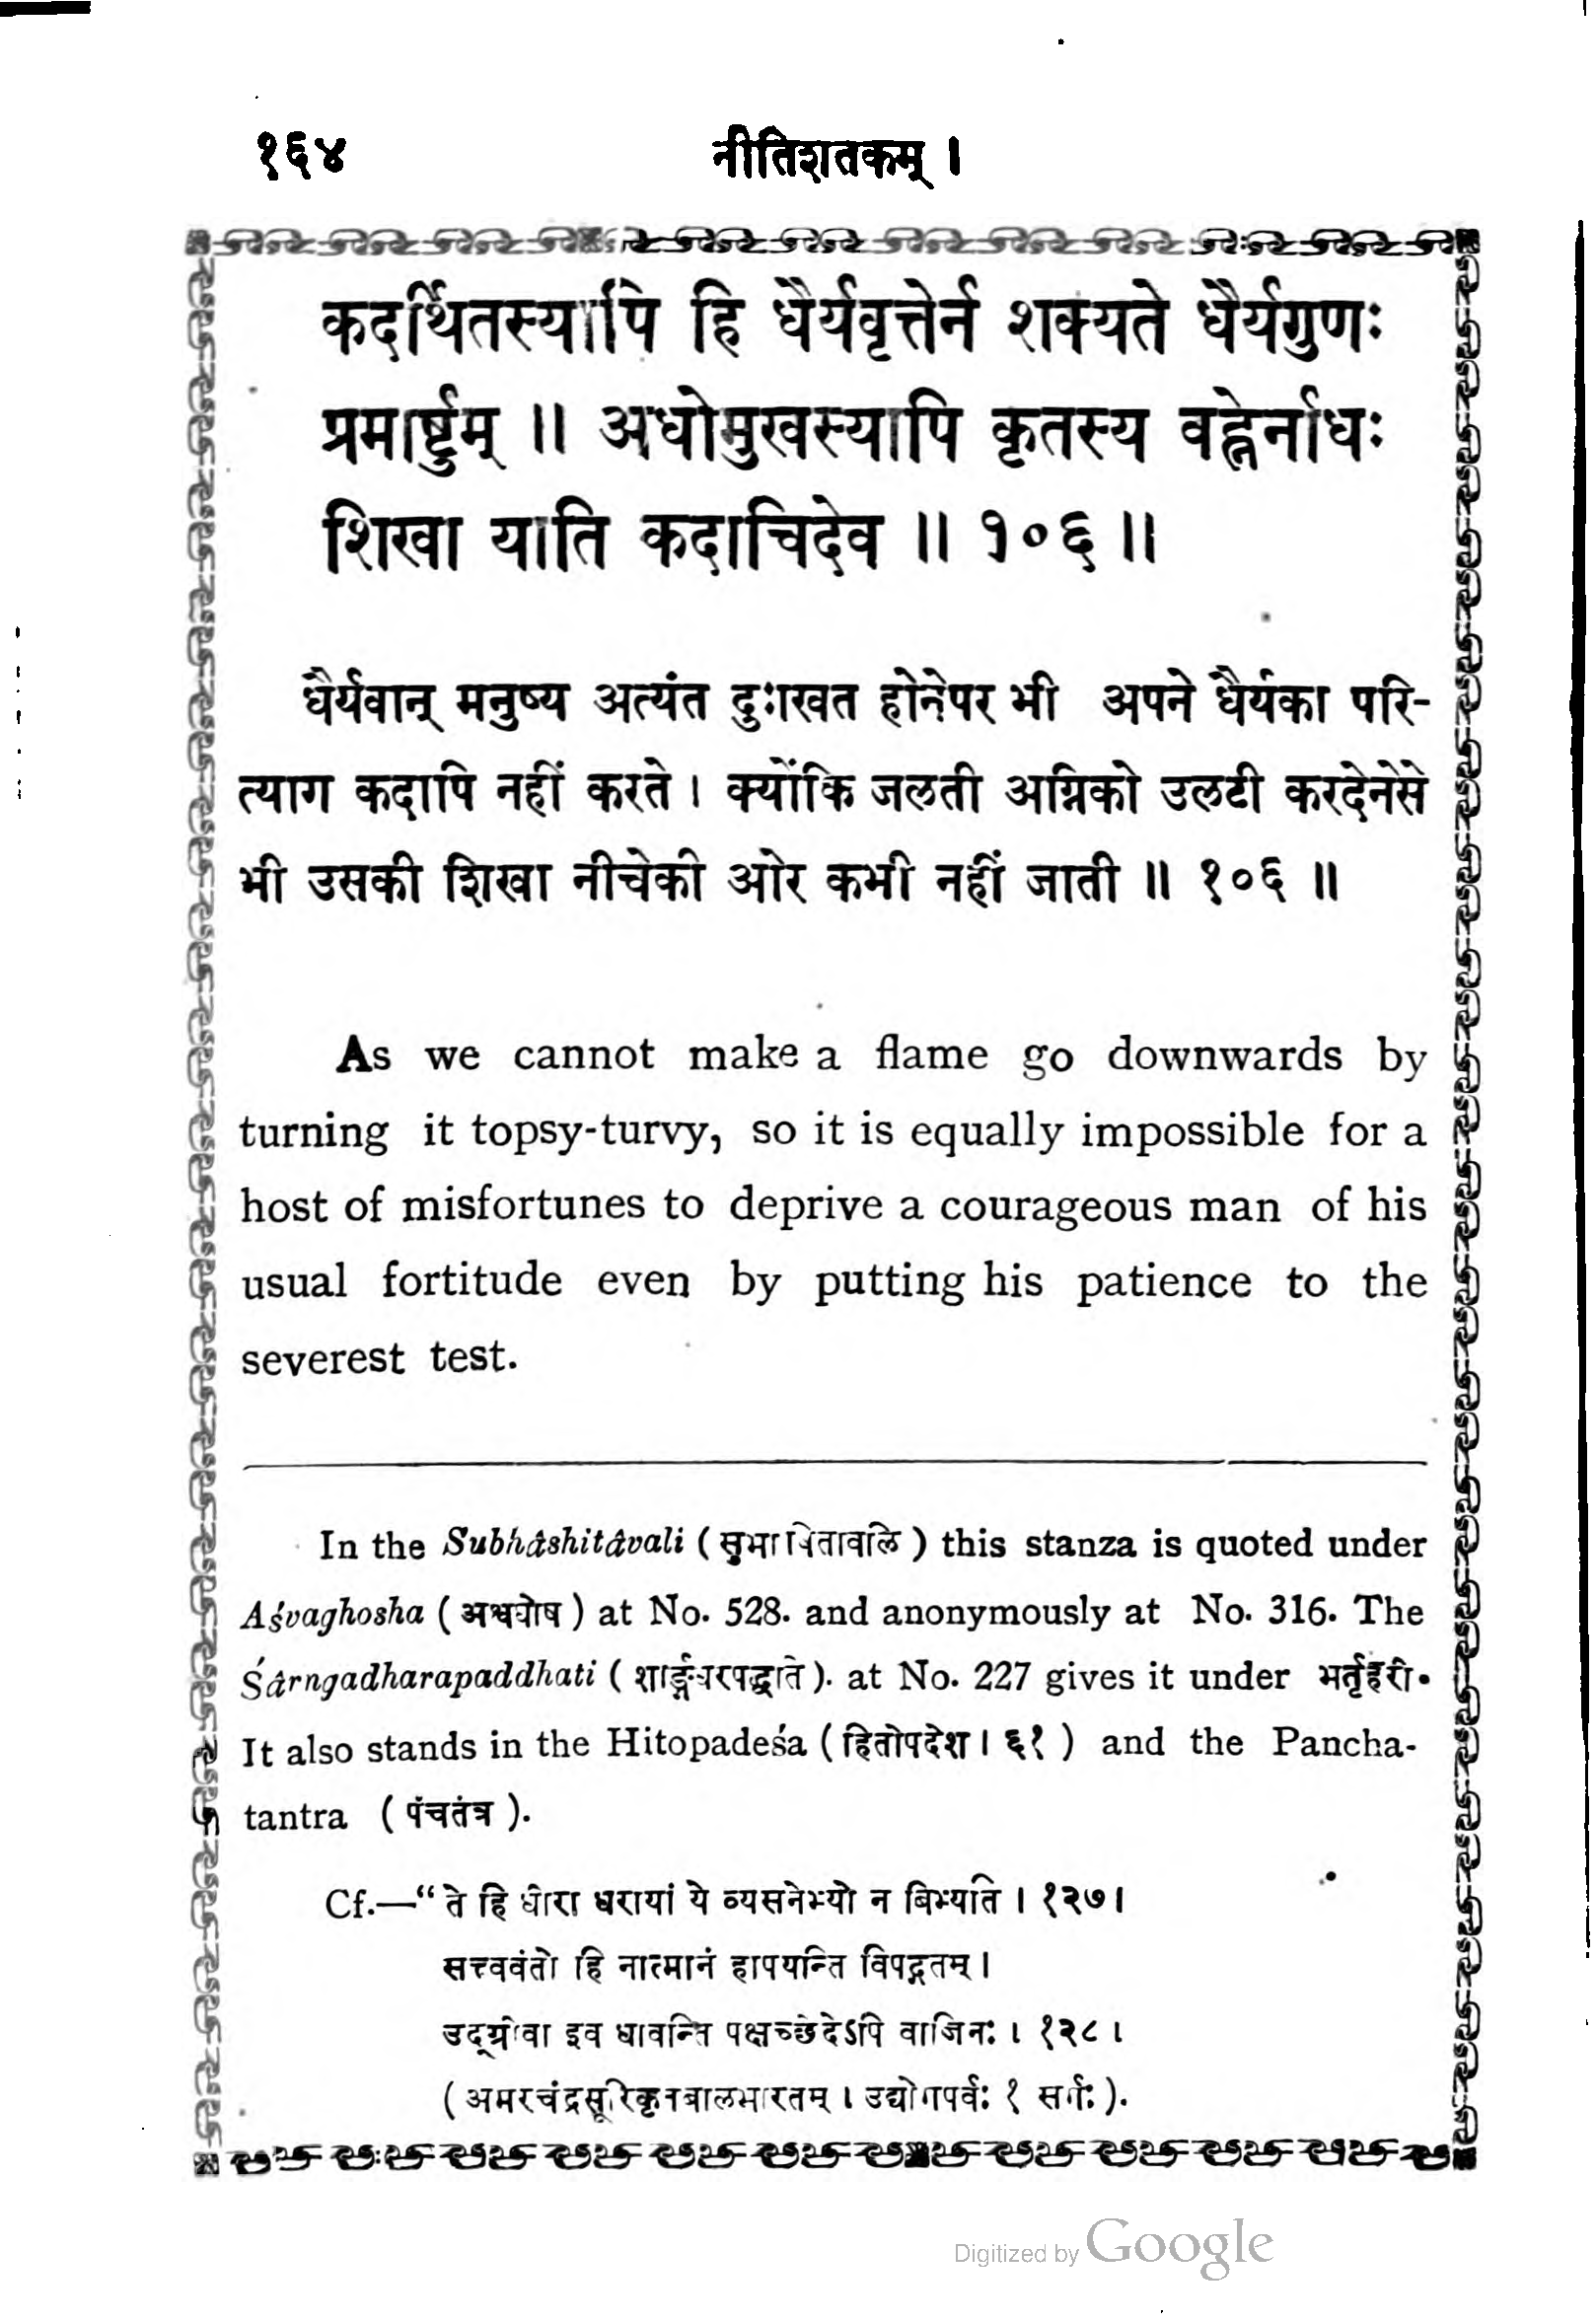 १६४ नीतिशतकम् ।
कदर्थितस्यापि हि धैर्यवृत्तेर्न शक्यते धैर्यगुणः
प्रमार्ष्टुम् ॥ अधोमुखस्यापि कृतस्य वह्नेर्नाधः
शिखा याति कदाचिदेव ॥ १०६ ॥
धैर्यवान् मनुष्य अत्यंत दुःखित होनेपर भी अपने धैर्यका परि-
त्याग कदापि नहीं करते । क्योंकि जलती अग्निको उलटी करदेनेसे
भी उसकी शिखा नीचेकी ओर कभी नहीं जाती ॥ १०६ ॥
As we cannot make a flame go downwards by
turning it topsy-turvy, so it is equally impossible for a
host of misfortunes to deprive a courageous man of his
usual fortitude even by putting his patience to the
severest test.
In the Subhâshitâvali ( सुभाषितावलि ) this stanza is quoted under
Aśvaghosha ( अश्वघोष ) at No. 528. and anonymously at No. 316. The
Śârngadharapaddhati ( शार्ङ्गधरपद्धति ). at No. 227 gives it under भर्तृहरी.
It also stands in the Hitopadeśa ( हितोपदेश । ६१ ) and the Pancha-
tantra ( पंचतंत्र ).
Cf.—“ ते हि धीरा धरायां ये व्यसनेभ्यो न बिभ्यति । १२७।
सत्त्ववंतो हि नात्मानं हापयन्ति विपद्गतम् ।
उद्ग्रीवा इव धावन्ति पक्षच्छेदेऽपि वाजिनः । १२८ ।
( अमरचंद्रसूरिकृतबालभारतम् । उद्योगपर्वः १ सर्गः ).
Digitized by Google